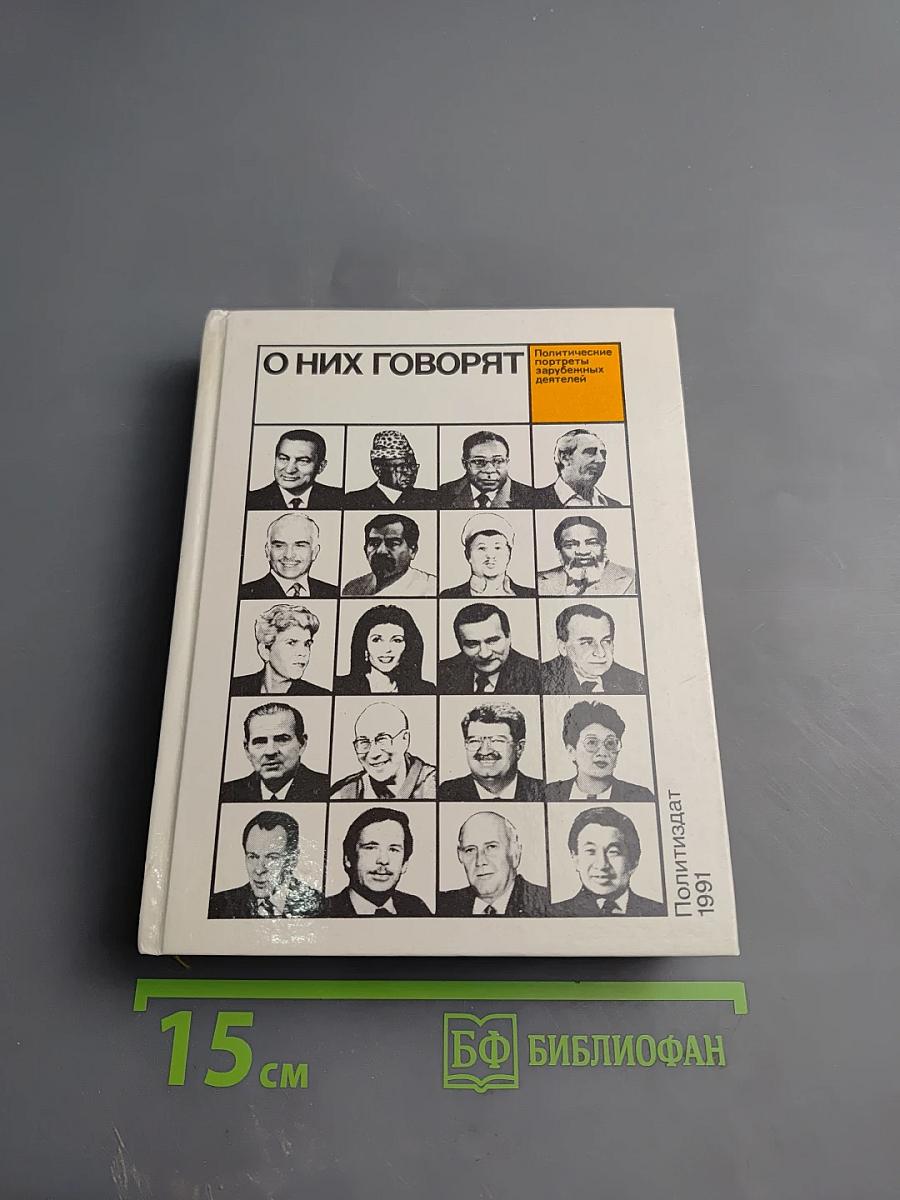 О НИХ ГОВОРЯТ
Политические
портреты
зарубежных
деятелей
Политиздат
1991
15 см
БФ БИБЛИОФАН